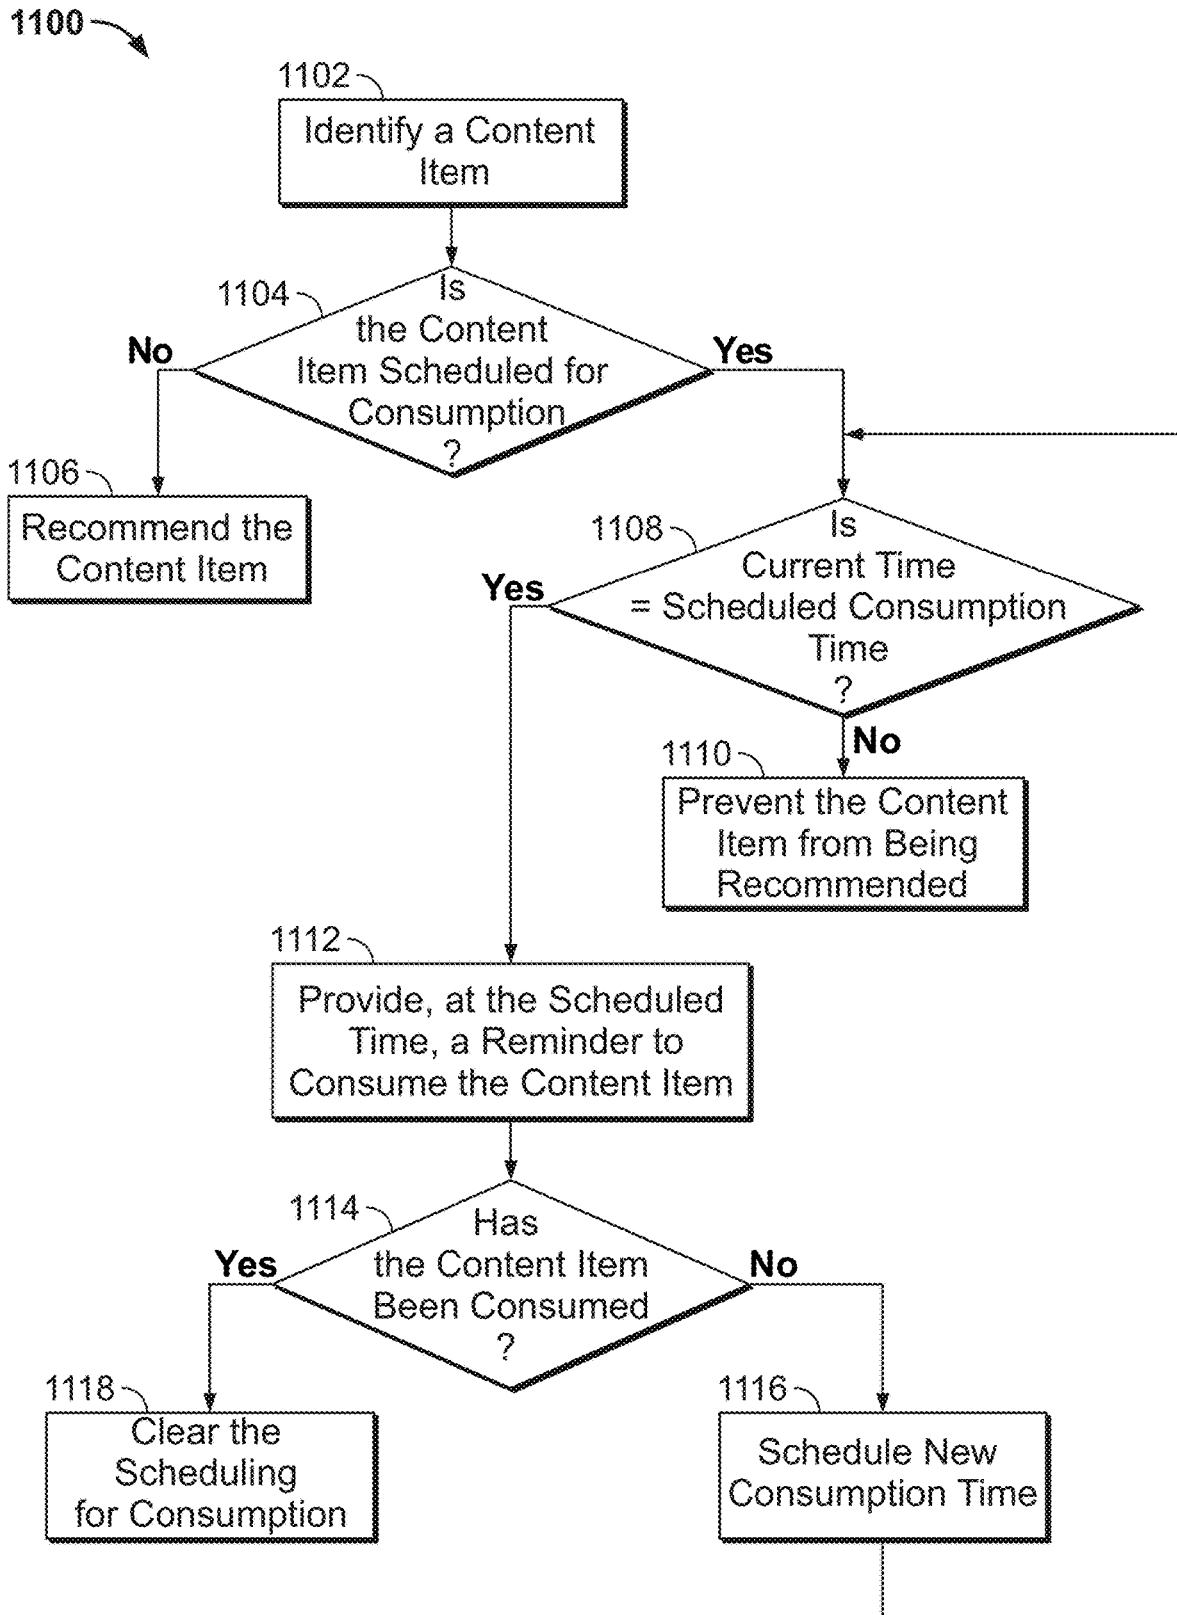 1100
1102
Identify a Content
Item
1104
Is
the Content
Item Scheduled for
Consumption
?
No
Yes
1106
Recommend the
Content Item
1108
Is
Current Time
= Scheduled Consumption
Time
?
Yes
No
1110
Prevent the Content
Item from Being
Recommended
1112
Provide, at the Scheduled
Time, a Reminder to
Consume the Content Item
1114
Has
the Content Item
Been Consumed
?
Yes
No
1118
Clear the
Scheduling
for Consumption
1116
Schedule New
Consumption Time